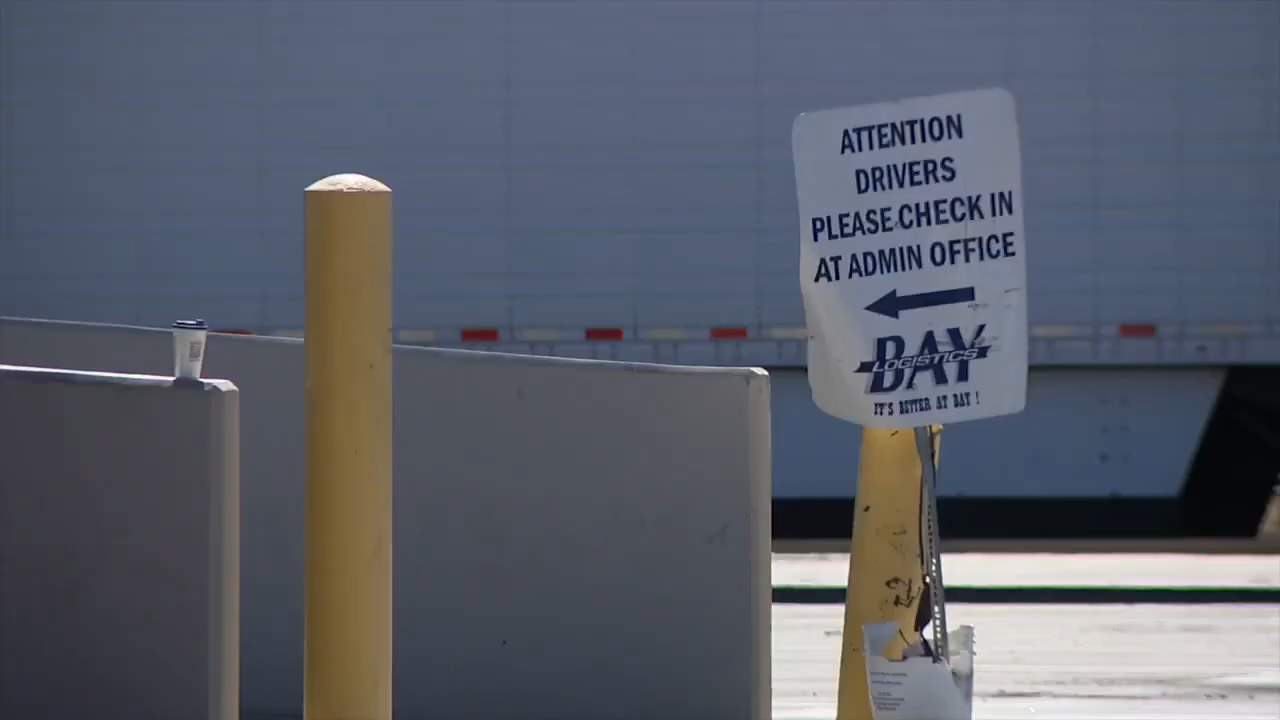 ATTENTION
DRIVERS
PLEASE CHECK IN
AT ADMIN OFFICE
BAY
LOGISTICS
IT'S BETTER AT BAY !